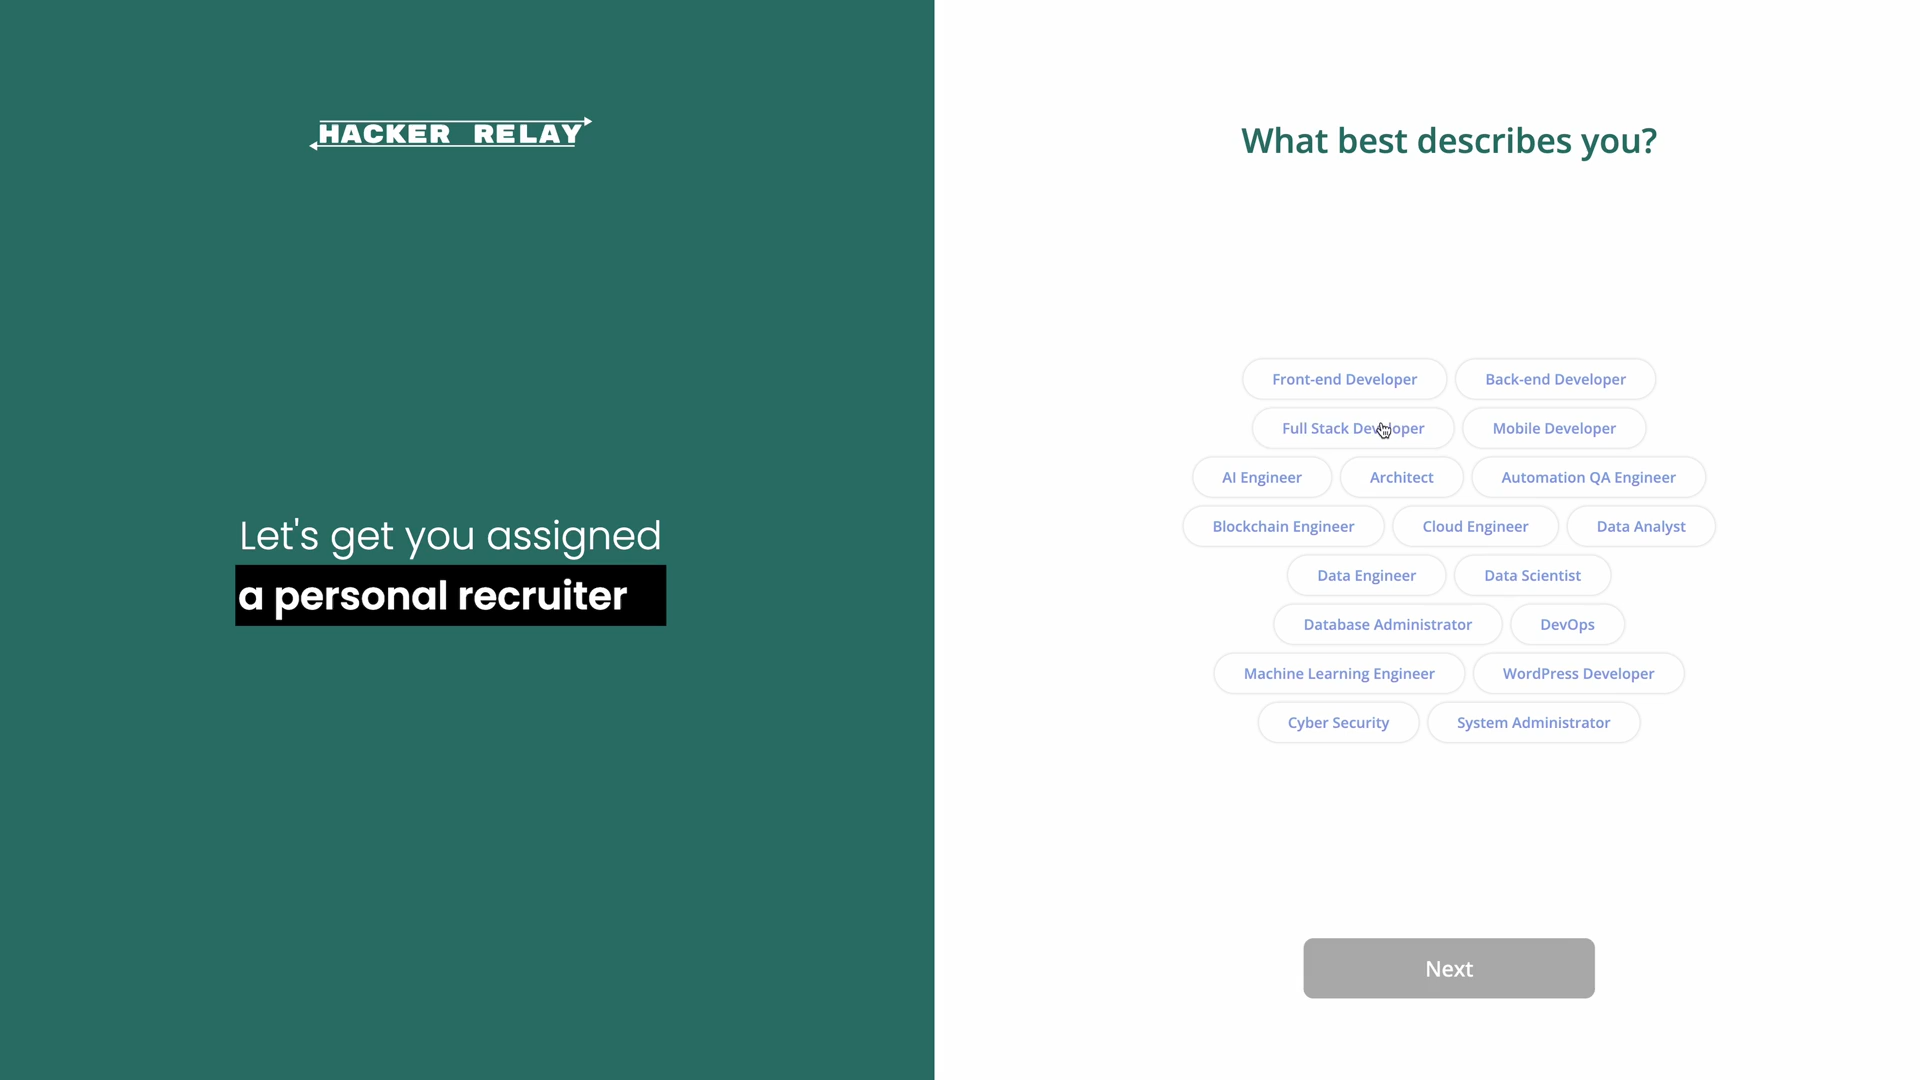 HACKER RELAY
Let's get you assigned
a personal recruiter
What best describes you?
Front-end Developer
Back-end Developer
Full Stack Developer
Mobile Developer
AI Engineer
Architect
Automation QA Engineer
Blockchain Engineer
Cloud Engineer
Data Analyst
Data Engineer
Data Scientist
Database Administrator
DevOps
Machine Learning Engineer
WordPress Developer
Cyber Security
System Administrator
Next